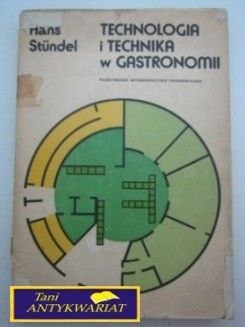 Hans
Stündel
TECHNOLOGIA
i TECHNIKA
w GASTRONOMII
PAŃSTWOWE WYDAWNICTWO EKONOMICZNE
Tani
ANTYKWARIAT